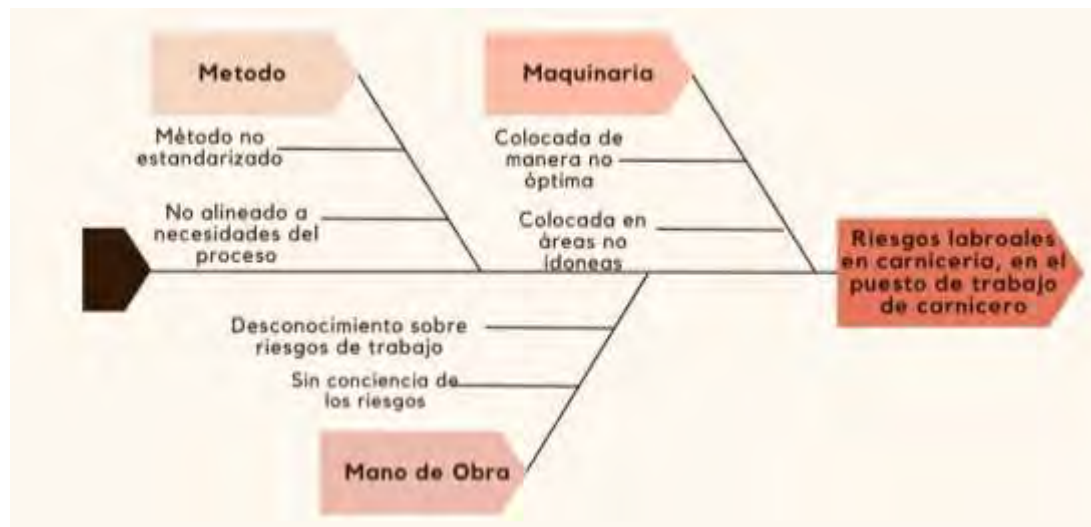 Metodo
Método no
estandarizado
No alineado a
necesidades del
proceso
Maquinaria
Colocada de
manera no
óptima
Colocada en
áreas no
idoneas
Riesgos labroales
en carniceria, en el
puesto de trabajo
de carnicero
Desconocimiento sobre
riesgos de trabajo
Sin conciencia de
los riesgos
Mano de Obra